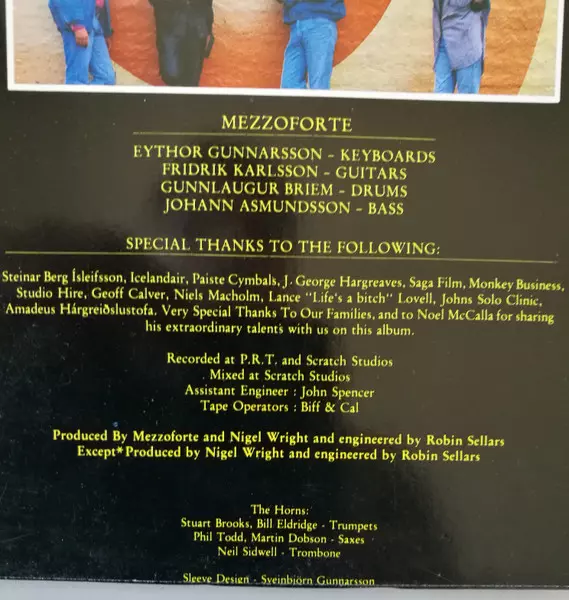 MEZZOFORTE
EYTHOR GUNNARSSON – KEYBOARDS
FRIDRIK KARLSSON – GUITARS
GUNNLAUGUR BRIEM – DRUMS
JOHANN ASMUNDSSON – BASS
SPECIAL THANKS TO THE FOLLOWING:
Steinar Berg Ísleifsson, Icelandair, Paiste Cymbals, J. George Hargreaves, Saga Film, Monkey Business,
Studio Hire, Geoff Calver, Niels Macholm, Lance "Life's a bitch" Lovell, Johns Solo Clinic,
Amadeus Hárgreiðslustofa. Very Special Thanks To Our Families, and to Noel McCalla for sharing
his extraordinary talents with us on this album.
Recorded at P.R.T. and Scratch Studios
Mixed at Scratch Studios
Assistant Engineer : John Spencer
Tape Operators : Biff & Cal
Produced By Mezzoforte and Nigel Wright and engineered by Robin Sellars
Except* Produced by Nigel Wright and engineered by Robin Sellars
The Horns:
Stuart Brooks, Bill Eldridge - Trumpets
Phil Todd, Martin Dobson - Saxes
Neil Sidwell - Trombone
Sleeve Design - Sveinbjörn Gunnarsson